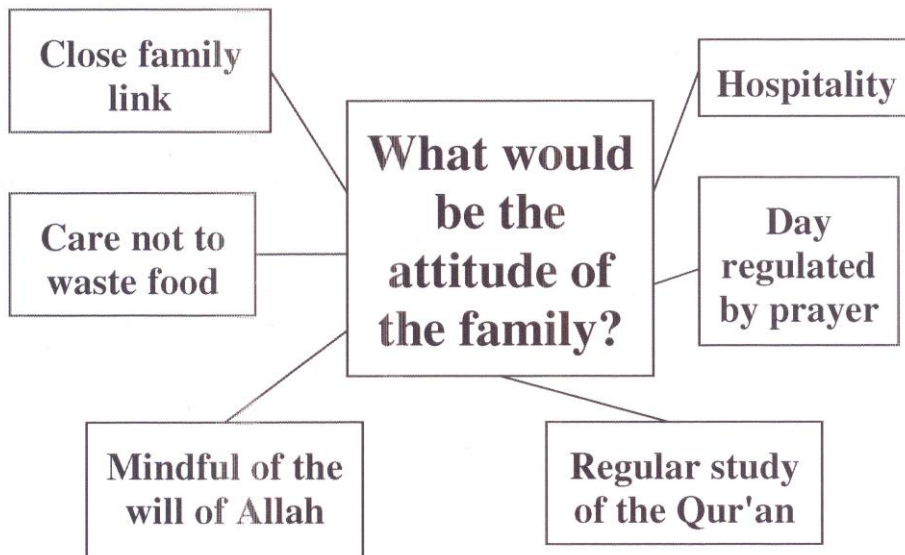 Close family
link
Hospitality
What would
be the
attitude of
the family?
Care not to
waste food
Day
regulated
by prayer
Mindful of the
will of Allah
Regular study
of the Qur'an